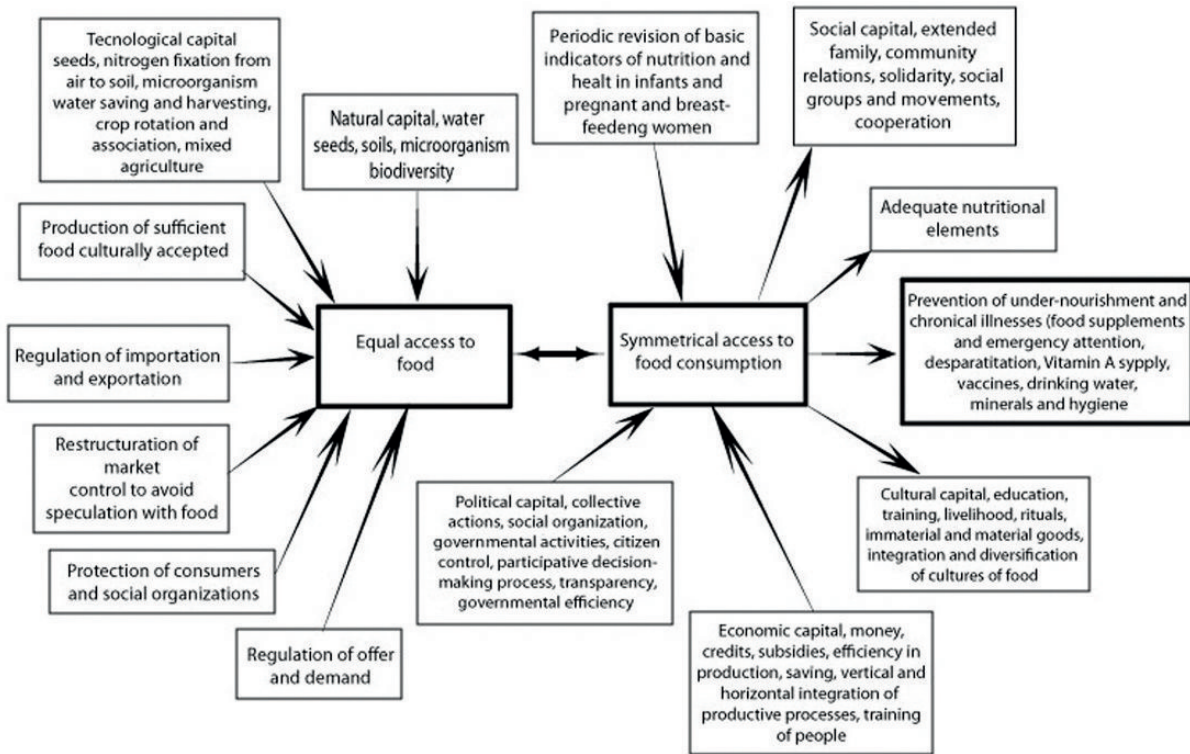 Tecnological capital
seeds, nitrogen fixation from
air to soil, microorganism
water saving and harvesting,
crop rotation and
association, mixed
agriculture
Natural capital, water
seeds, soils, microorganism
biodiversity
Periodic revision of basic
indicators of nutrition and
healt in infants and
pregnant and breast-
feedeng women
Social capital, extended
family, community
relations, solidarity, social
groups and movements,
cooperation
Production of sufficient
food culturally accepted
Adequate nutritional
elements
Regulation of importation
and exportation
Equal access to
food
Symmetrical access to
food consumption
Prevention of under-nourishment and
chronical illnesses (food supplements
and emergency attention,
desparatitation, Vitamin A sypply,
vaccines, drinking water,
minerals and hygiene
Restructuration of
market
control to avoid
speculation with food
Political capital, collective
actions, social organization,
governmental activities, citizen
control, participative decision-
making process, transparency,
governmental efficiency
Cultural capital, education,
training, livelihood, rituals,
immaterial and material goods,
integration and diversification
of cultures of food
Protection of consumers
and social organizations
Regulation of offer
and demand
Economic capital, money,
credits, subsidies, efficiency in
production, saving, vertical and
horizontal integration of
productive processes, training
of people